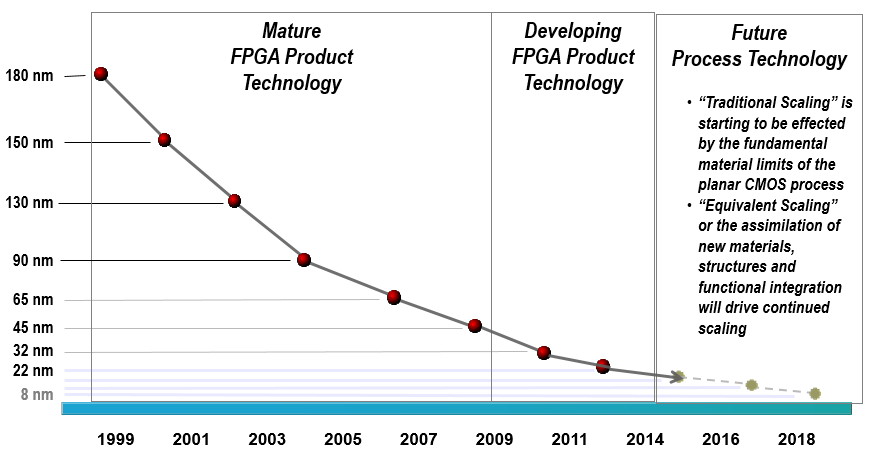 Mature
FPGA Product
Technology
Developing
FPGA Product
Technology
Future
Process Technology
• “Traditional Scaling” is
starting to be effected
by the fundamental
material limits of the
planar CMOS process
• “Equivalent Scaling”
or the assimilation of
new materials,
structures and
functional integration
will drive continued
scaling
180 nm
150 nm
130 nm
90 nm
65 nm
45 nm
32 nm
22 nm
8 nm
1999 2001 2003 2005 2007 2009 2011 2014 2016 2018